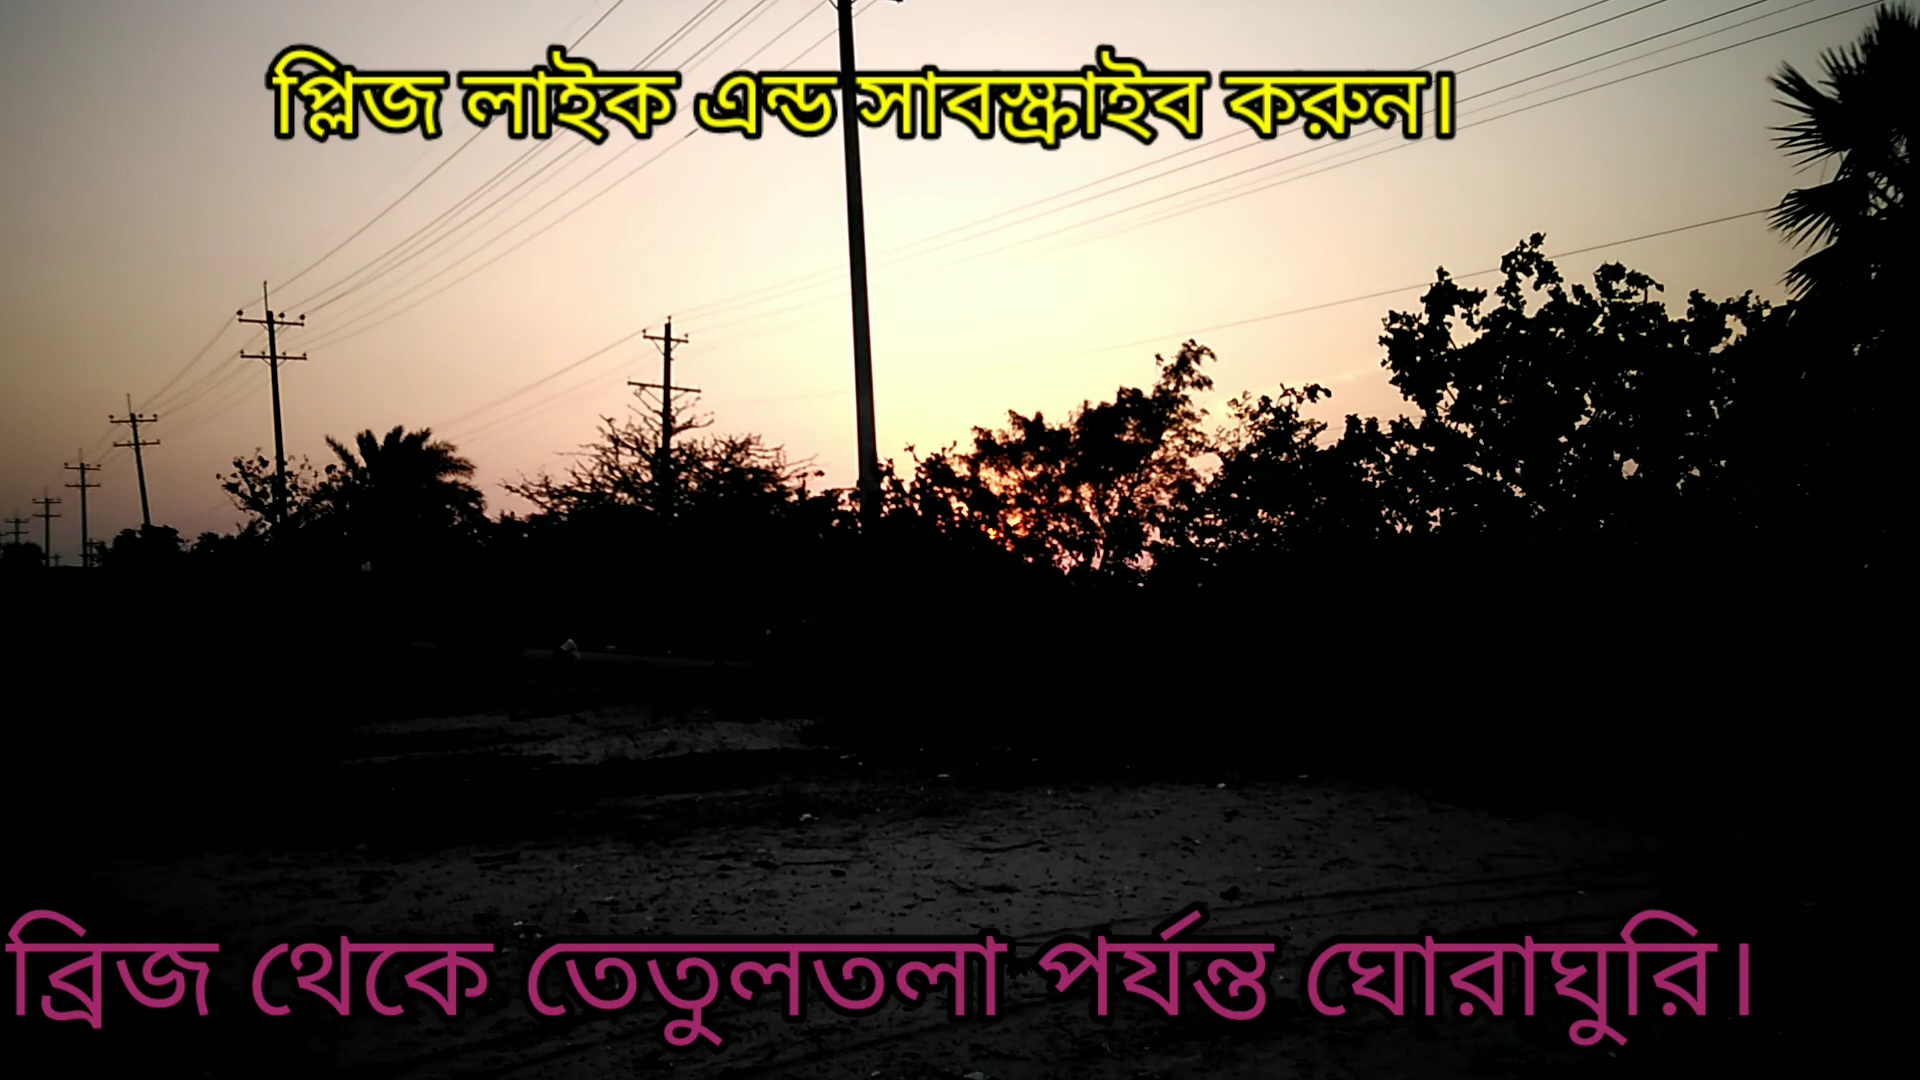 প্লিজ লাইক এন্ড সাবস্ক্রাইব করুন।
ব্রিজ থেকে তেতুলতলা পর্যন্ত ঘোরাঘুরি।